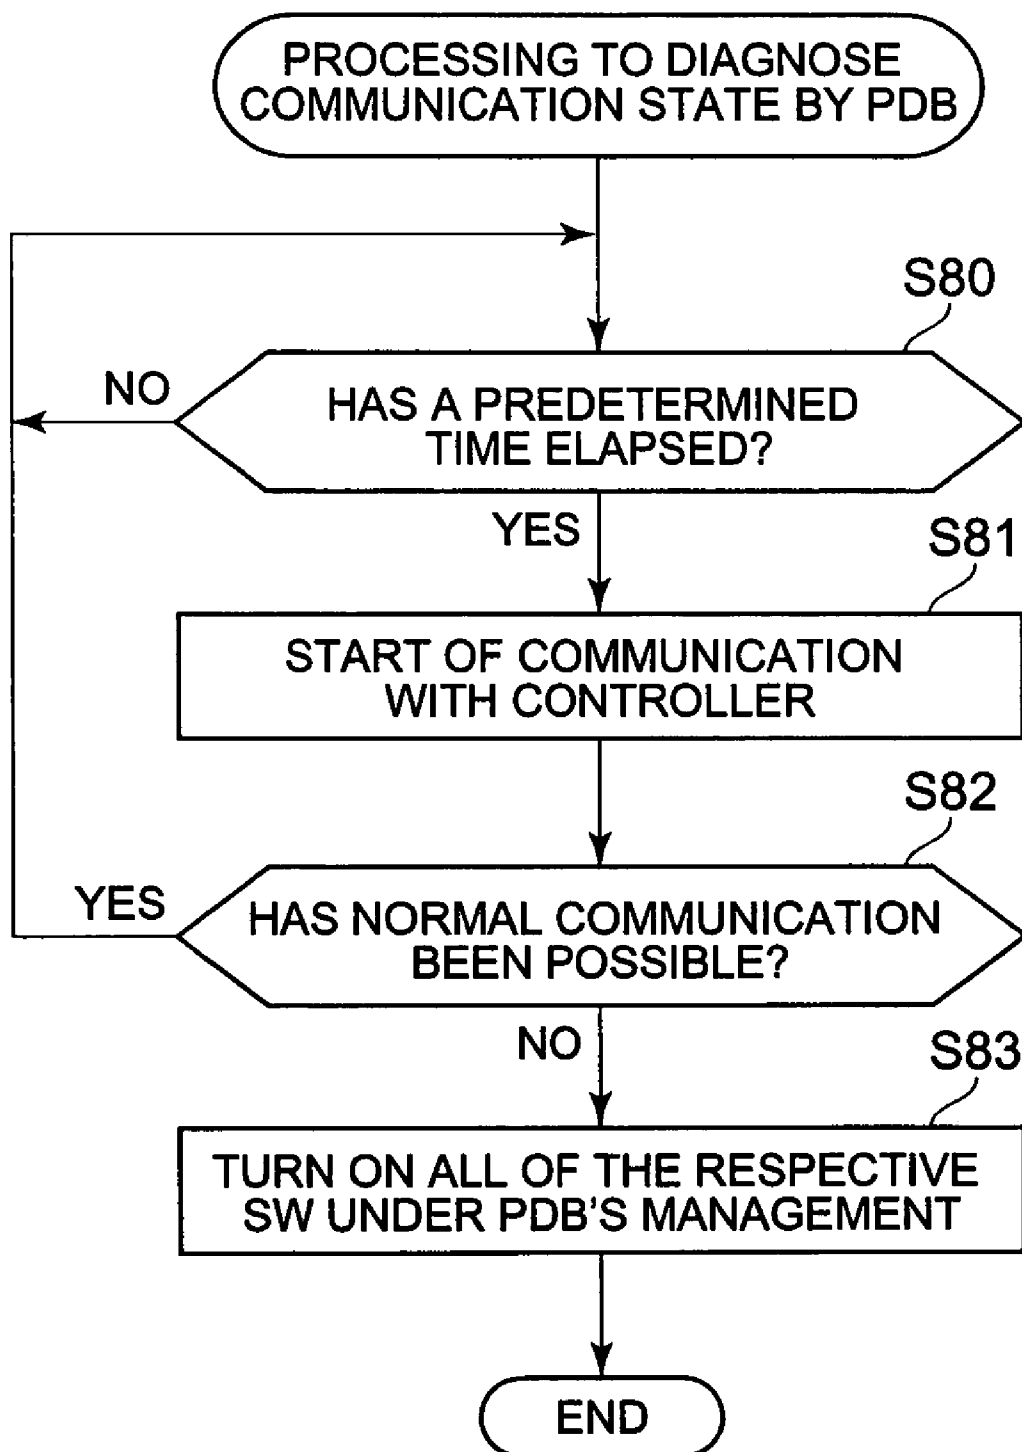 PROCESSING TO DIAGNOSE
COMMUNICATION STATE BY PDB
S80
NO
HAS A PREDETERMINED
TIME ELAPSED?
YES
S81
START OF COMMUNICATION
WITH CONTROLLER
S82
YES
HAS NORMAL COMMUNICATION
BEEN POSSIBLE?
NO
S83
TURN ON ALL OF THE RESPECTIVE
SW UNDER PDB'S MANAGEMENT
END